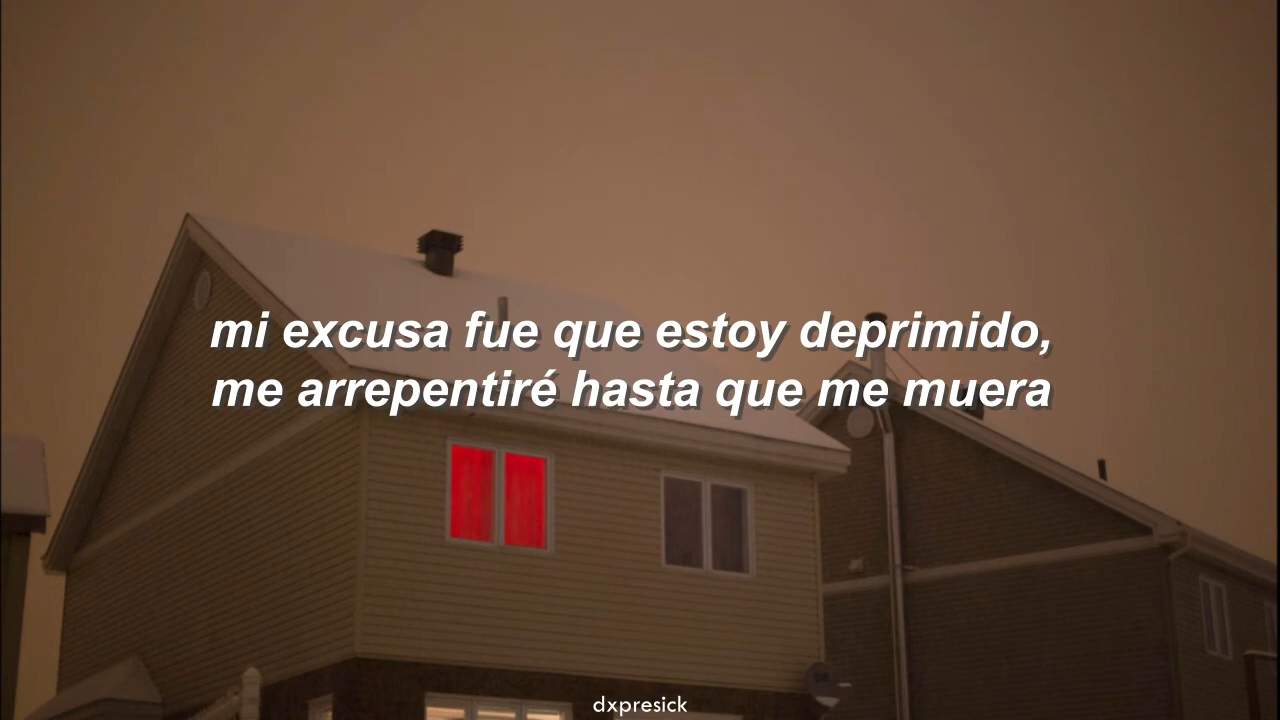 mi excusa fue que estoy deprimido,
me arrepentiré hasta que me muera
dxpresick